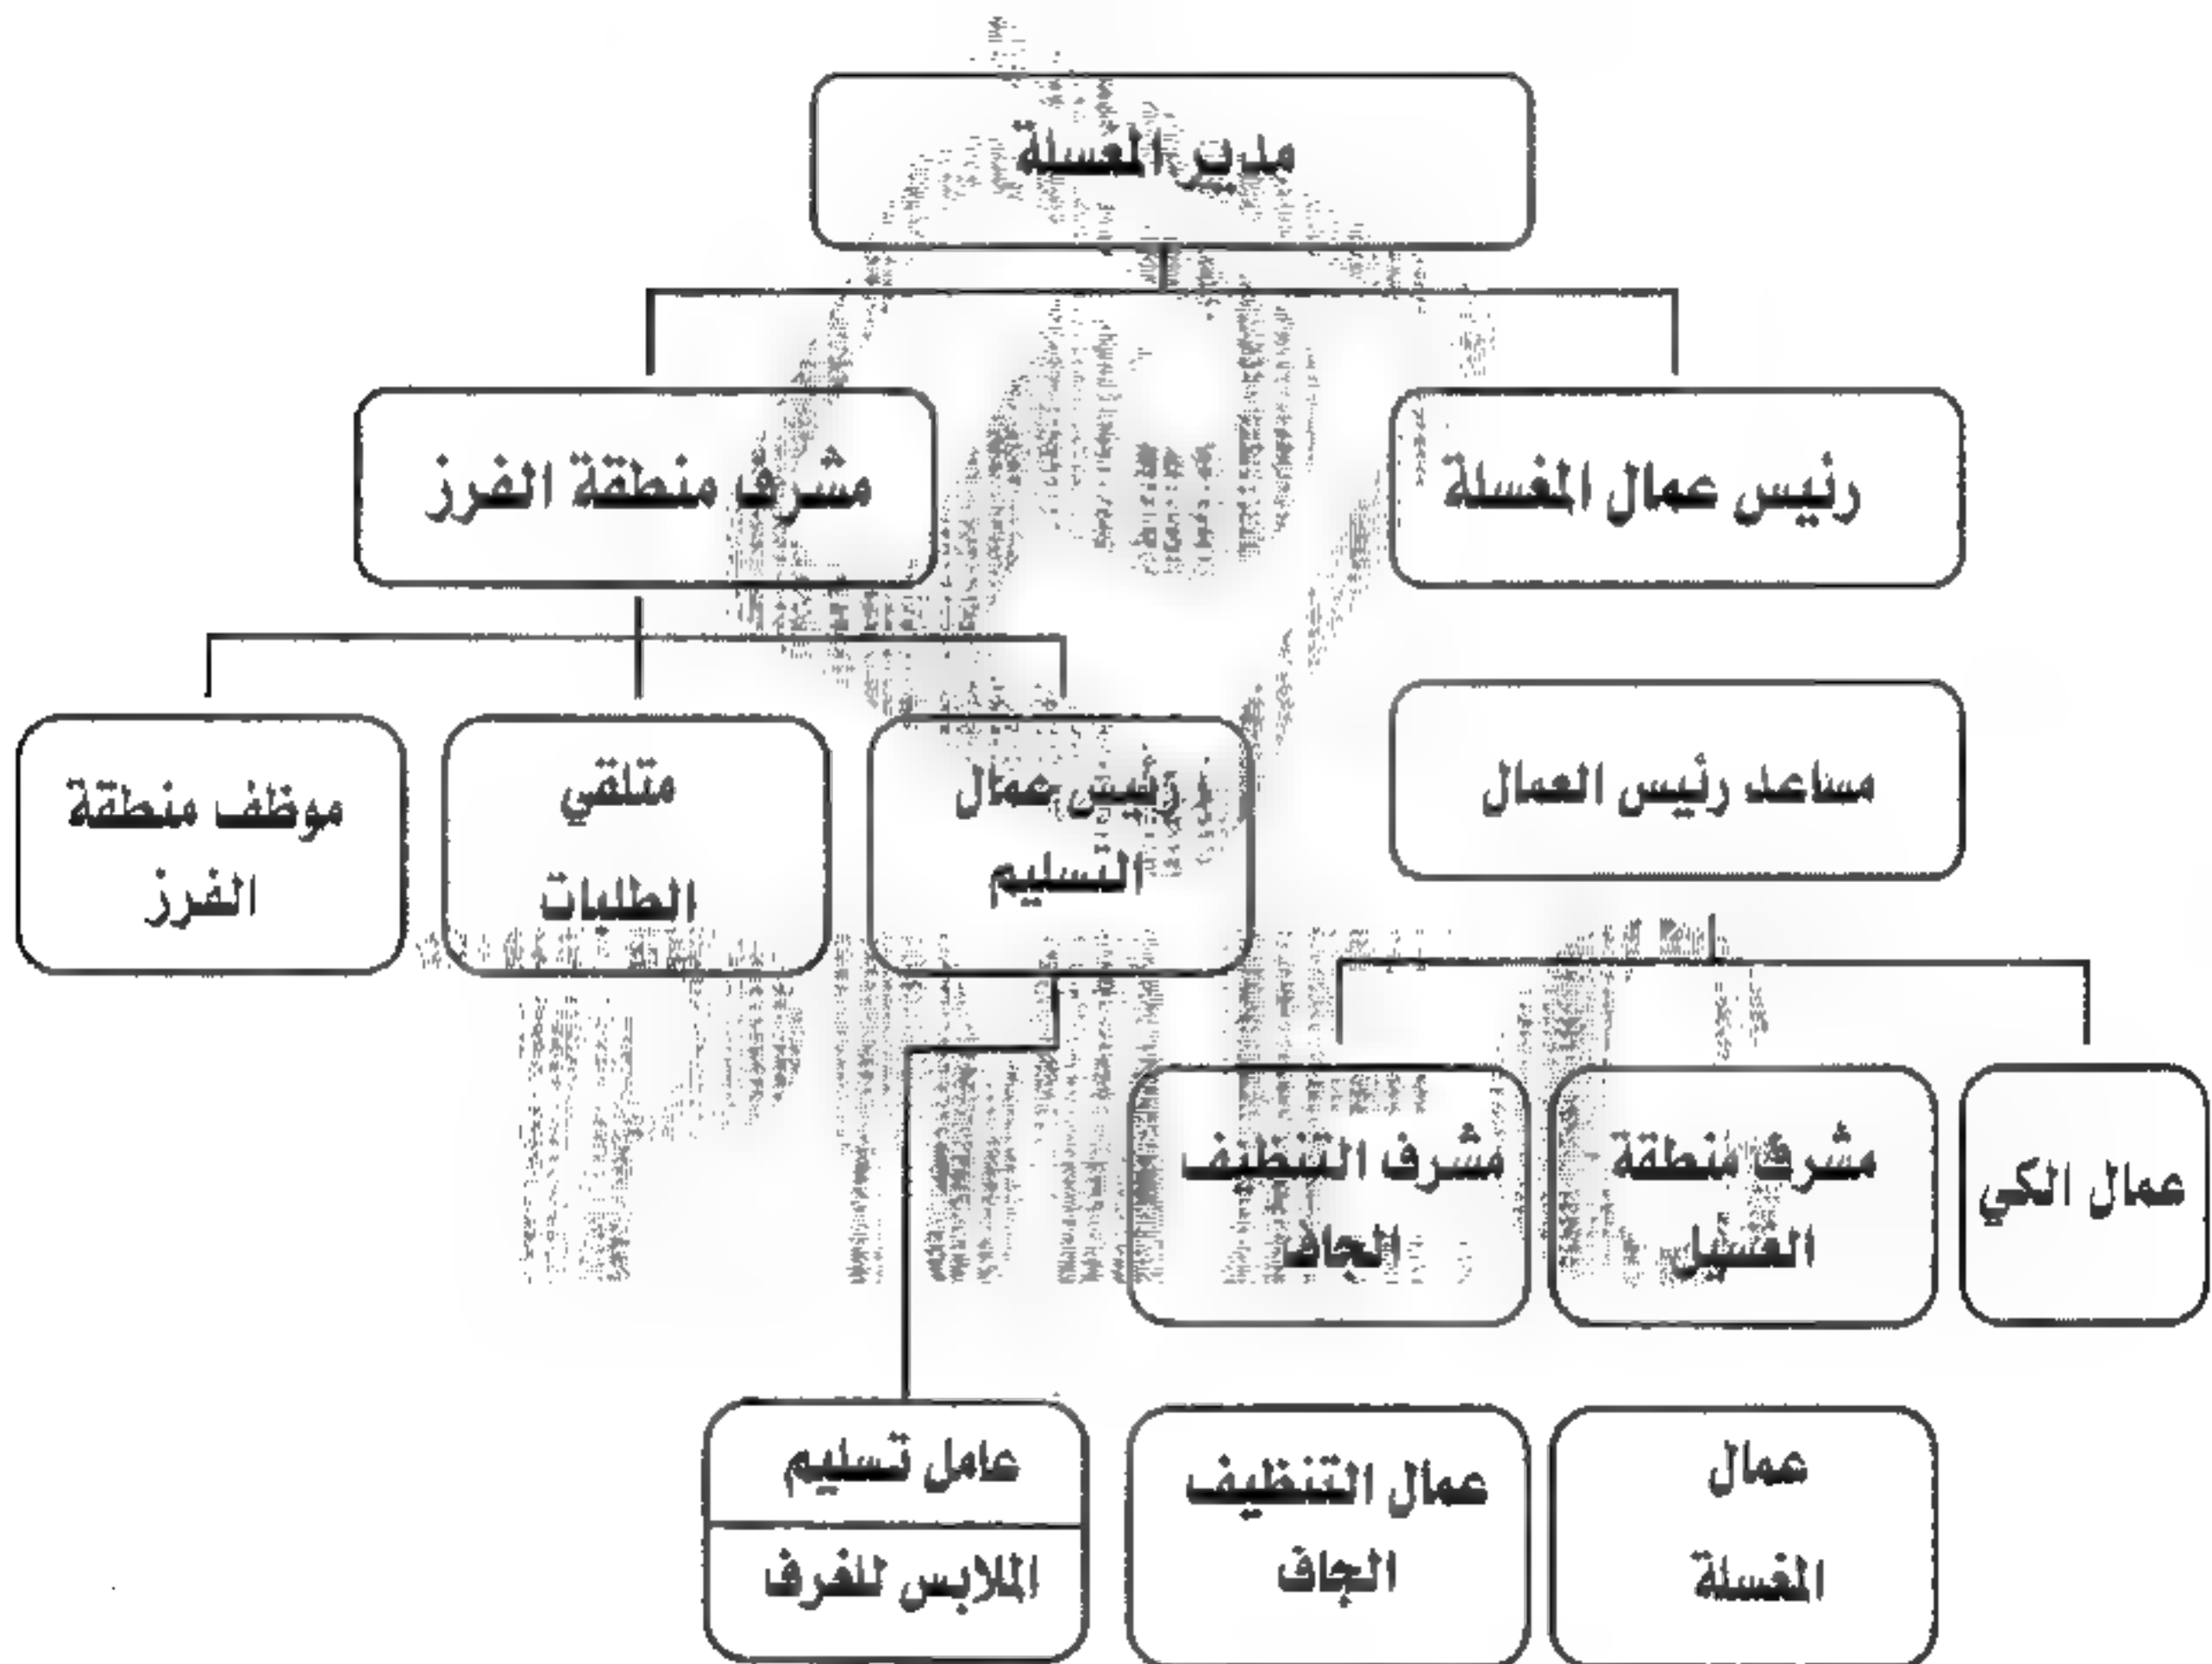 مدير المغسلة
رئيس عمال المغسلة
مشرف منطقة الفرز
مساعد رئيس العمال
رئيس عمال
التسليم
متلقي
الطلبات
موظف منطقة
الفرز
عمال الكي
مشرف منطقة
الغسيل
مشرف التنظيف
الجاف
عمال
المغسلة
عمال التنظيف
الجاف
عامل تسليم
الملابس للغرف